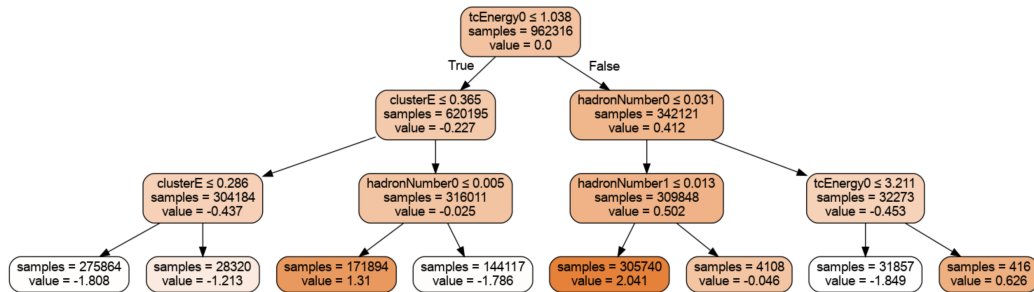 tcEnergy0 ≤ 1.038
samples = 962316
value = 0.0
True
False
clusterE ≤ 0.365
samples = 620195
value = -0.227
hadronNumber0 ≤ 0.031
samples = 342121
value = 0.412
clusterE ≤ 0.286
samples = 304184
value = -0.437
hadronNumber0 ≤ 0.005
samples = 316011
value = -0.025
hadronNumber1 ≤ 0.013
samples = 309848
value = 0.502
tcEnergy0 ≤ 3.211
samples = 32273
value = -0.453
samples = 275864
value = -1.808
samples = 28320
value = -1.213
samples = 171894
value = 1.31
samples = 144117
value = -1.786
samples = 305740
value = 2.041
samples = 4108
value = -0.046
samples = 31857
value = -1.849
samples = 416
value = 0.626